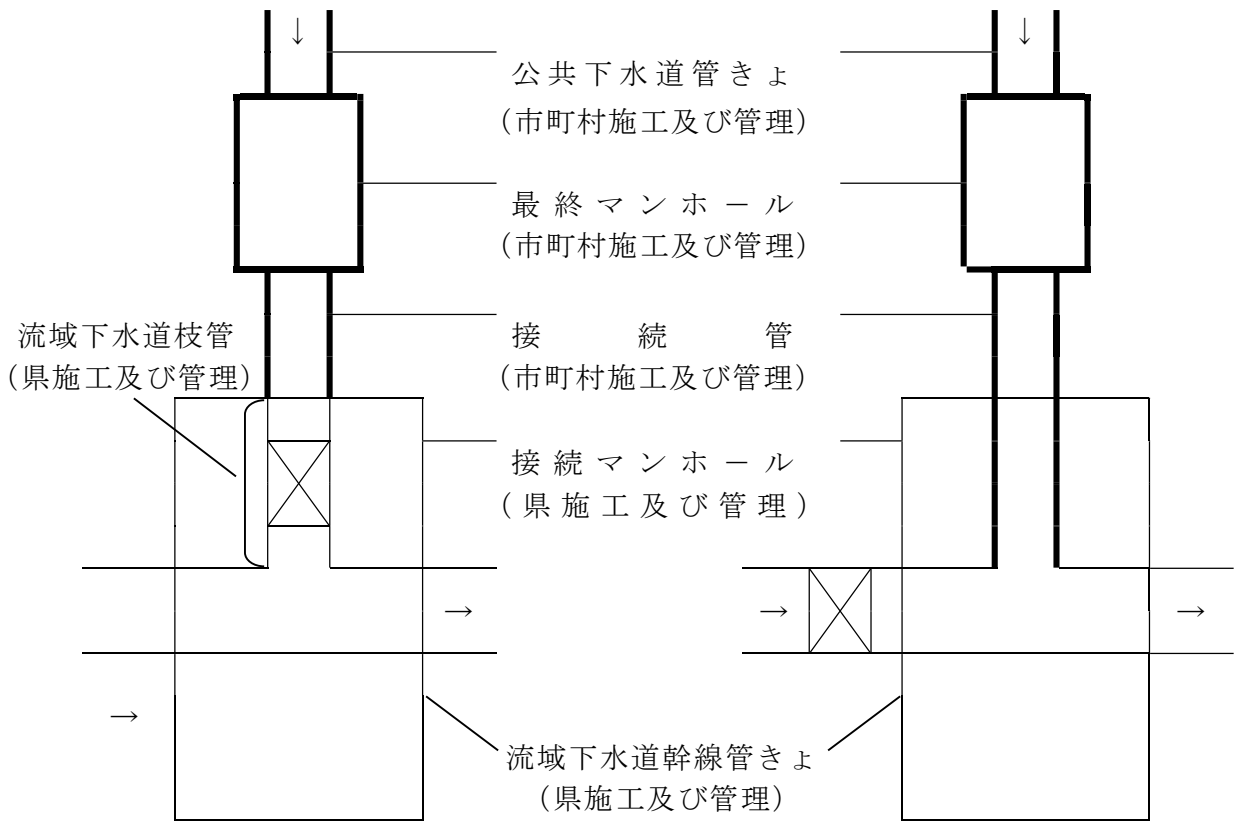 ↓ ↓
公共下水道管きょ
(市町村施工及び管理)
最終マンホール
(市町村施工及び管理)
流域下水道枝管
(県施工及び管理)
接続管
(市町村施工及び管理)
接続マンホール
(県施工及び管理)
→ → →
→
流域下水道幹線管きょ
(県施工及び管理)